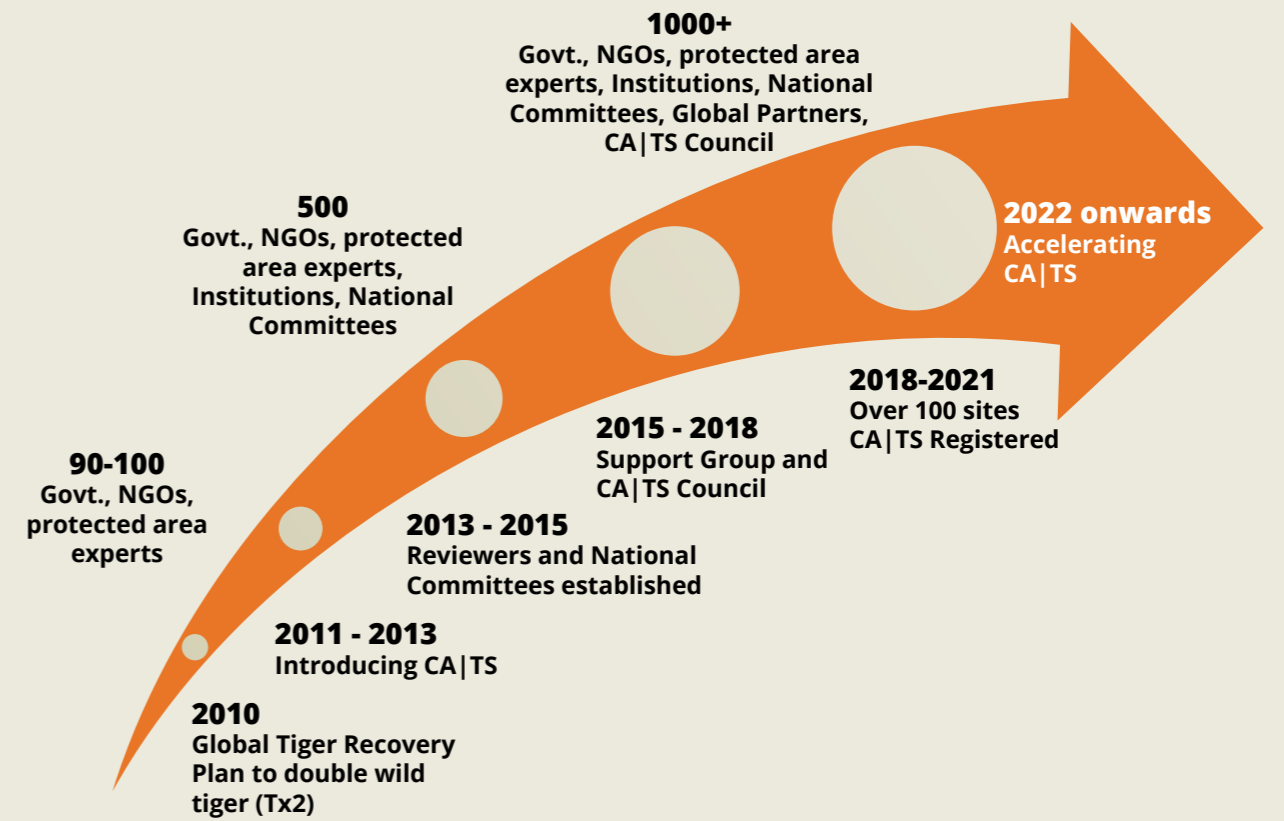 1000+
Govt., NGOs, protected area
experts, Institutions, National
Committees, Global Partners,
CA|TS Council
500
Govt., NGOs, protected
area experts,
Institutions, National
Committees
90-100
Govt., NGOs,
protected area
experts
2010
Global Tiger Recovery
Plan to double wild
tiger (Tx2)
2011 - 2013
Introducing CA|TS
2013 - 2015
Reviewers and National
Committees established
2015 - 2018
Support Group and
CA|TS Council
2018-2021
Over 100 sites
CA|TS Registered
2022 onwards
Accelerating
CA|TS